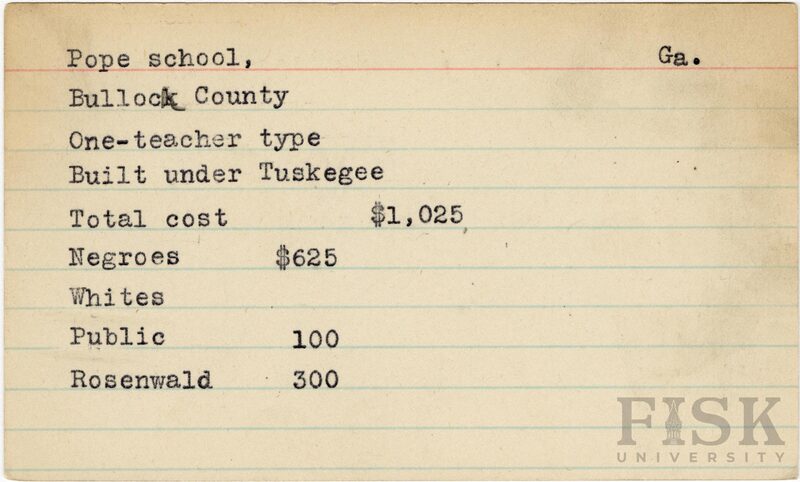 Pope school, Ga.
Bullock County
One-teacher type
Built under Tuskegee
Total cost $1,025
Negroes $625
Whites
Public 100
Rosenwald 300
FISK
UNIVERSITY